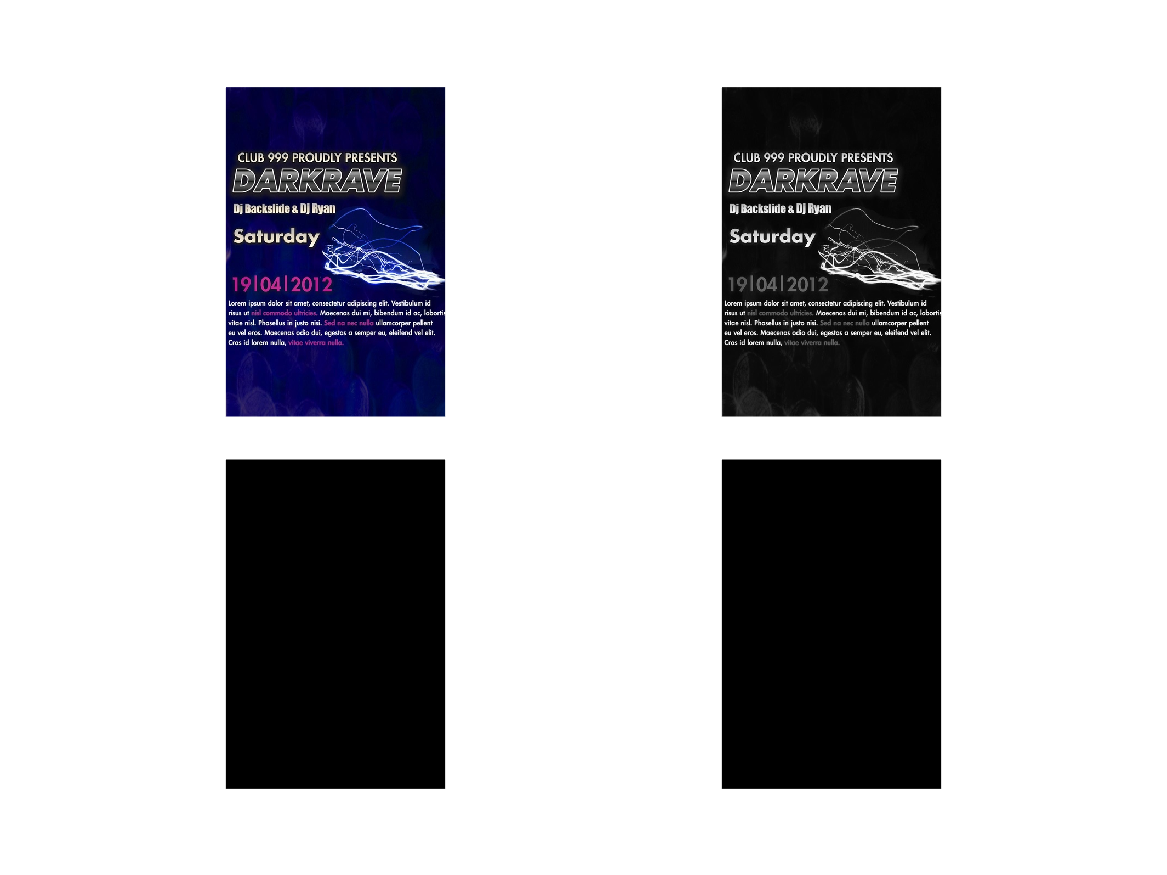 CLUB 999 PROUDLY PRESENTS
DARKRAVE
Dj Backslide & Dj Ryan
Saturday
19|04|2012
Lorem ipsum dolor sit amet, consectetur adipiscing elit. Vestibulum id
risus ut nisl commodo ultricies. Maecenas dui mi, bibendum id ac, lobortis
vitae nisl. Phasellus in justo nisi. Sed na sec nulla ullamcorper pellent
eu vel eros. Maecenas odio dui, egestas a semper eu, eleifend vel elit.
Cras id lorem nulla, vitae viverra nulla.
CLUB 999 PROUDLY PRESENTS
DARKRAVE
Dj Backslide & Dj Ryan
Saturday
19|04|2012
Lorem ipsum dolor sit amet, consectetur adipiscing elit. Vestibulum id
risus ut nisl commodo ultricies. Maecenas dui mi, bibendum id ac, lobortis
vitae nisl. Phasellus in justo nisi. Sed na sec nulla ullamcorper pellent
eu vel eros. Maecenas odio dui, egestas a semper eu, eleifend vel elit.
Cras id lorem nulla, vitae viverra nulla.